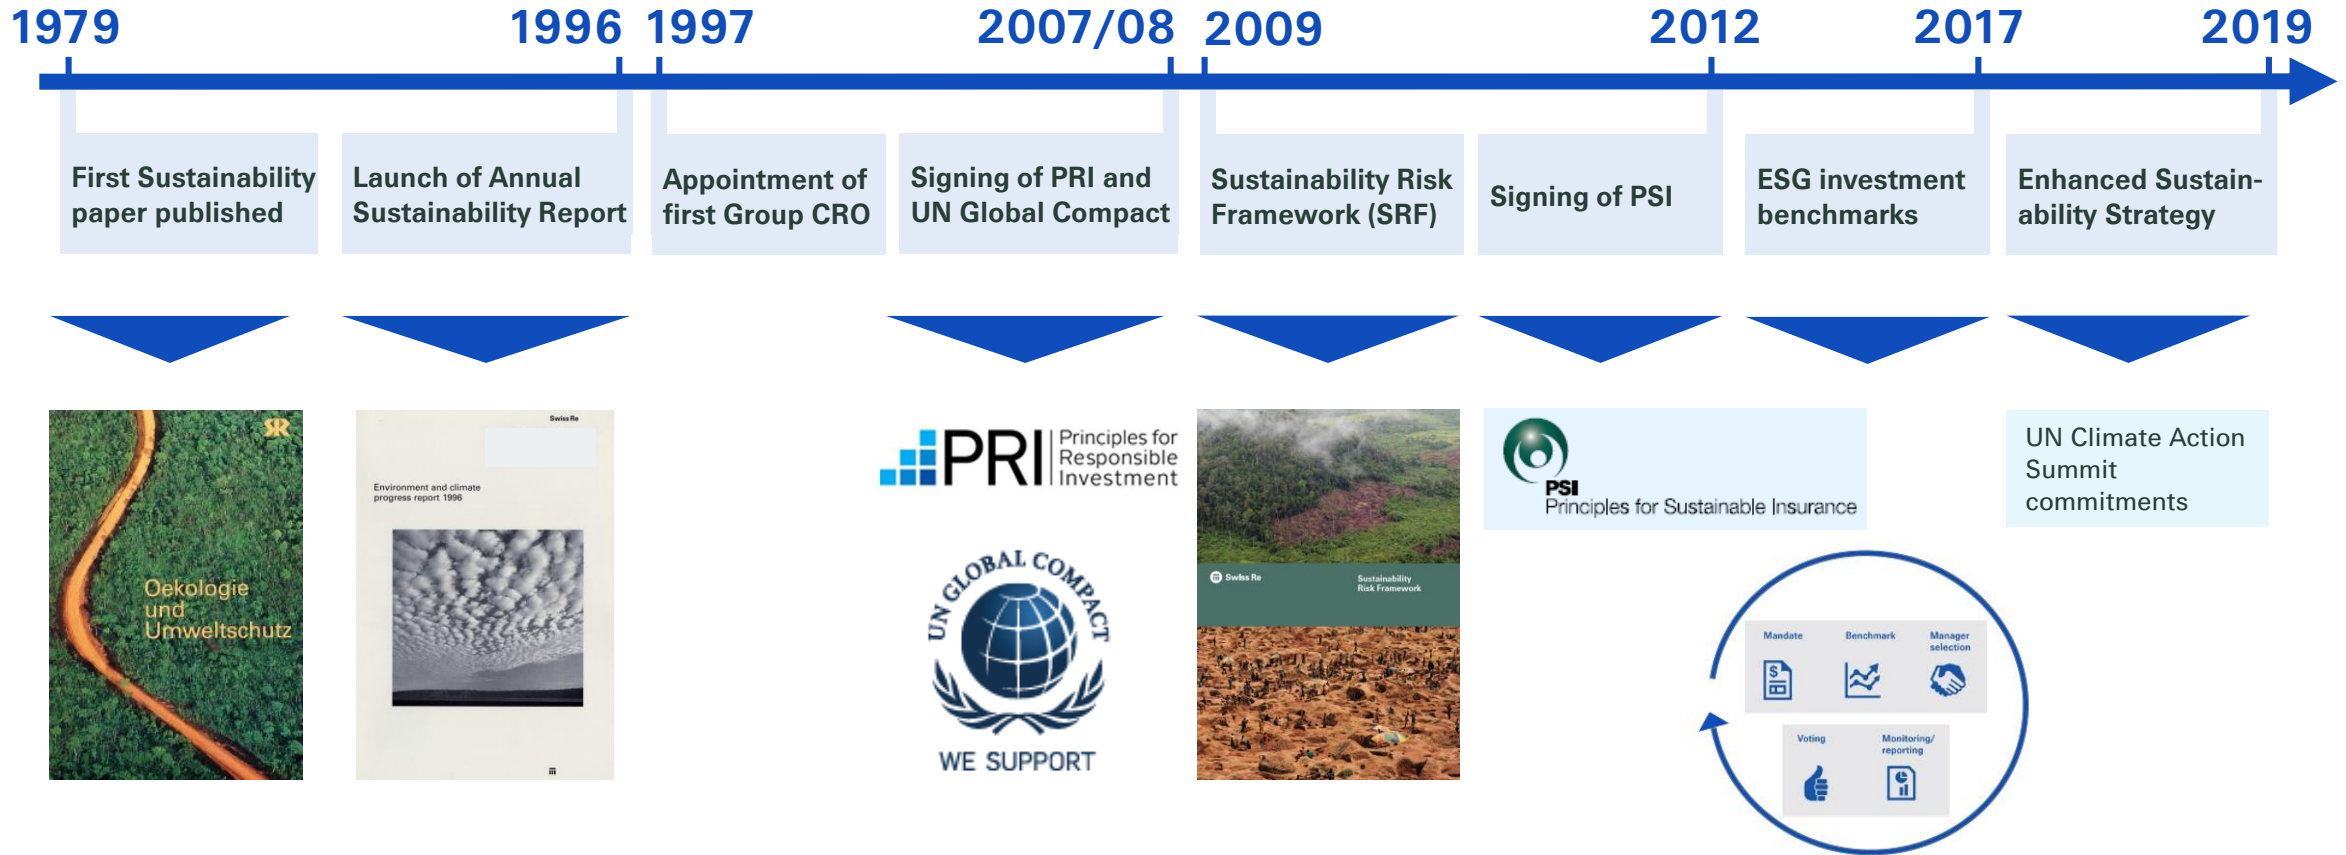 1979
1996
1997
2007/08
2009
2012
2017
2019
First Sustainability
paper published
Launch of Annual
Sustainability Report
Appointment of
first Group CRO
Signing of PRI and
UN Global Compact
Sustainability Risk
Framework (SRF)
Signing of PSI
ESG investment
benchmarks
Enhanced Sustain-
ability Strategy
SR
Oekologie
und
Umweltschutz
Swiss Re
Environment and climate
progress report 1996
PRI
Principles for
Responsible
Investment
UN GLOBAL COMPACT
WE SUPPORT
Swiss Re
Sustainability
Risk Framework
PSI
Principles for Sustainable Insurance
UN Climate Action
Summit
commitments
Mandate
Benchmark
Manager
selection
$
Voting
Monitoring/
reporting